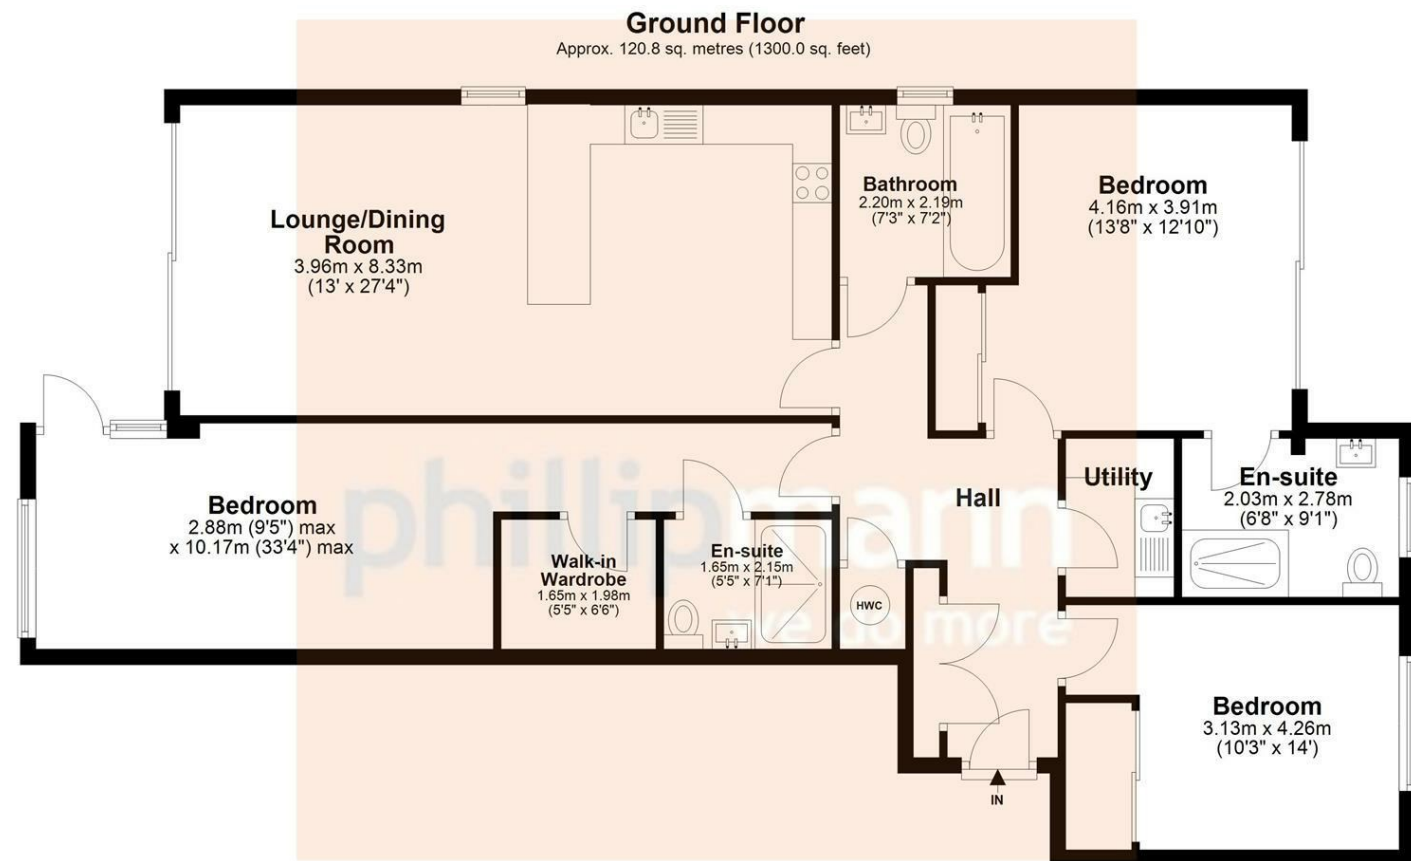 Ground Floor
Approx. 120.8 sq. metres (1300.0 sq. feet)
Lounge/Dining
Room
3.96m x 8.33m
(13' x 27'4")
Bathroom
2.20m x 2.19m
(7'3" x 7'2")
Bedroom
4.16m x 3.91m
(13'8" x 12'10")
Bedroom
2.88m (9'5") max
x 10.17m (33'4") max
Walk-in
Wardrobe
1.65m x 1.98m
(5'5" x 6'6")
En-suite
1.65m x 2.15m
(5'5" x 7'1")
HWC
Hall
Utility
En-suite
2.03m x 2.78m
(6'8" x 9'1")
Bedroom
3.13m x 4.26m
(10'3" x 14')
IN
phillipmann
we do more